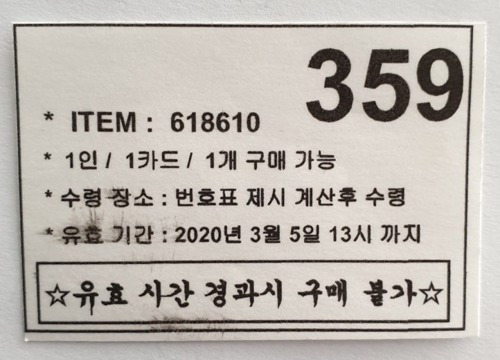 359
* ITEM : 618610
* 1인 / 1카드 / 1개 구매 가능
* 수령 장소 : 번호표 제시 계산후 수령
* 유효 기간 : 2020년 3월 5일 13시 까지
☆유효 시간 경과시 구매 불가☆